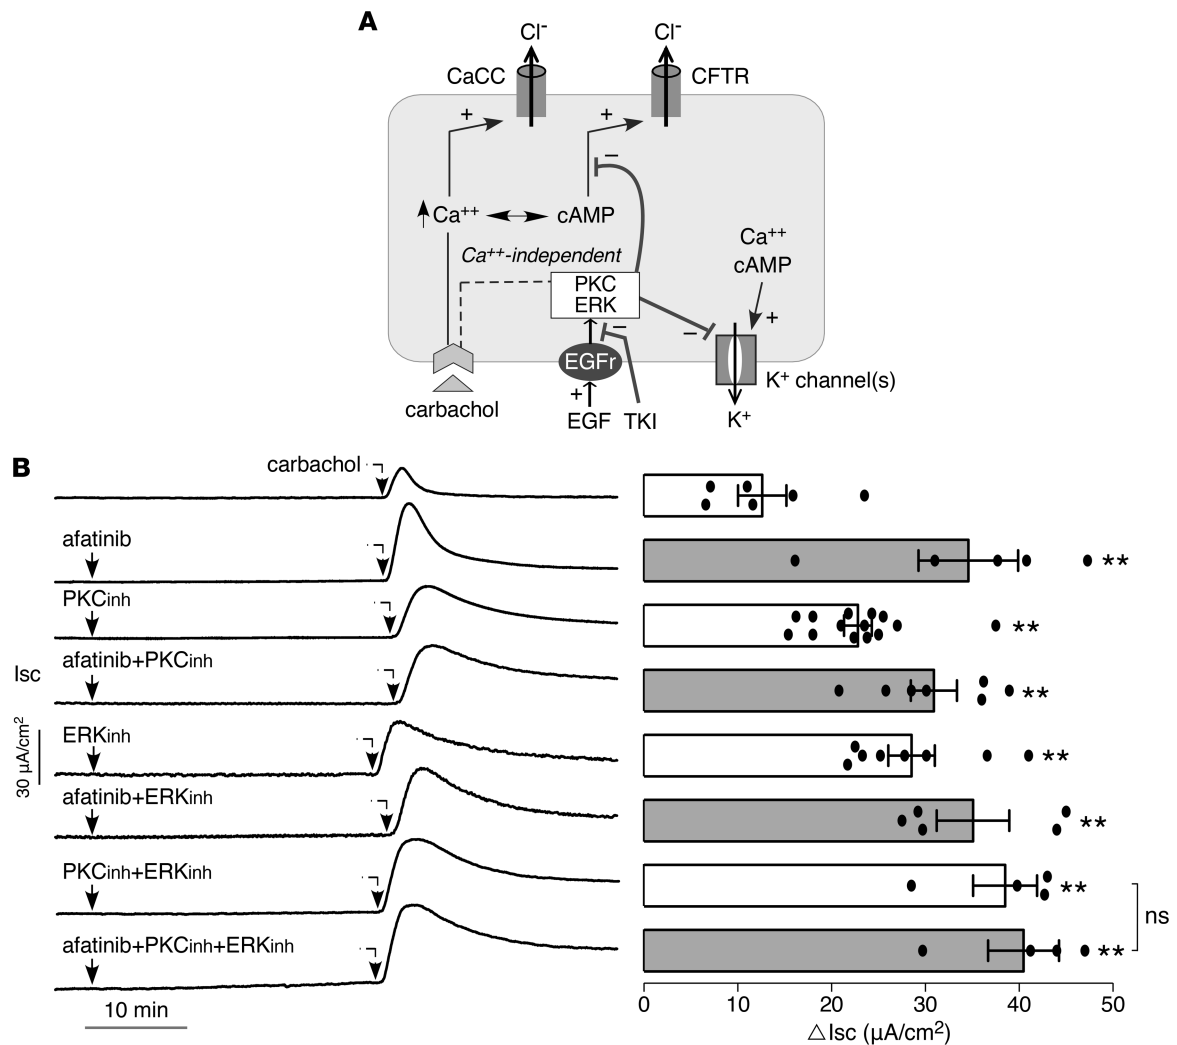 A
Cl⁻ Cl⁻
CaCC CFTR
+ +
−
Ca⁺⁺ cAMP
Ca⁺⁺
cAMP
Ca⁺⁺-independent
PKC
ERK
+
− −
EGFr
K⁺ channel(s)
+
carbachol
EGF TKI K⁺
B
carbachol
afatinib
**
PKCinh
**
afatinib+PKCinh
Isc
**
ERKinh
**
30 µA/cm²
afatinib+ERKinh
**
PKCinh+ERKinh
**
ns
afatinib+PKCinh+ERKinh
**
10 min
0 10 20 30 40 50
△Isc (µA/cm²)